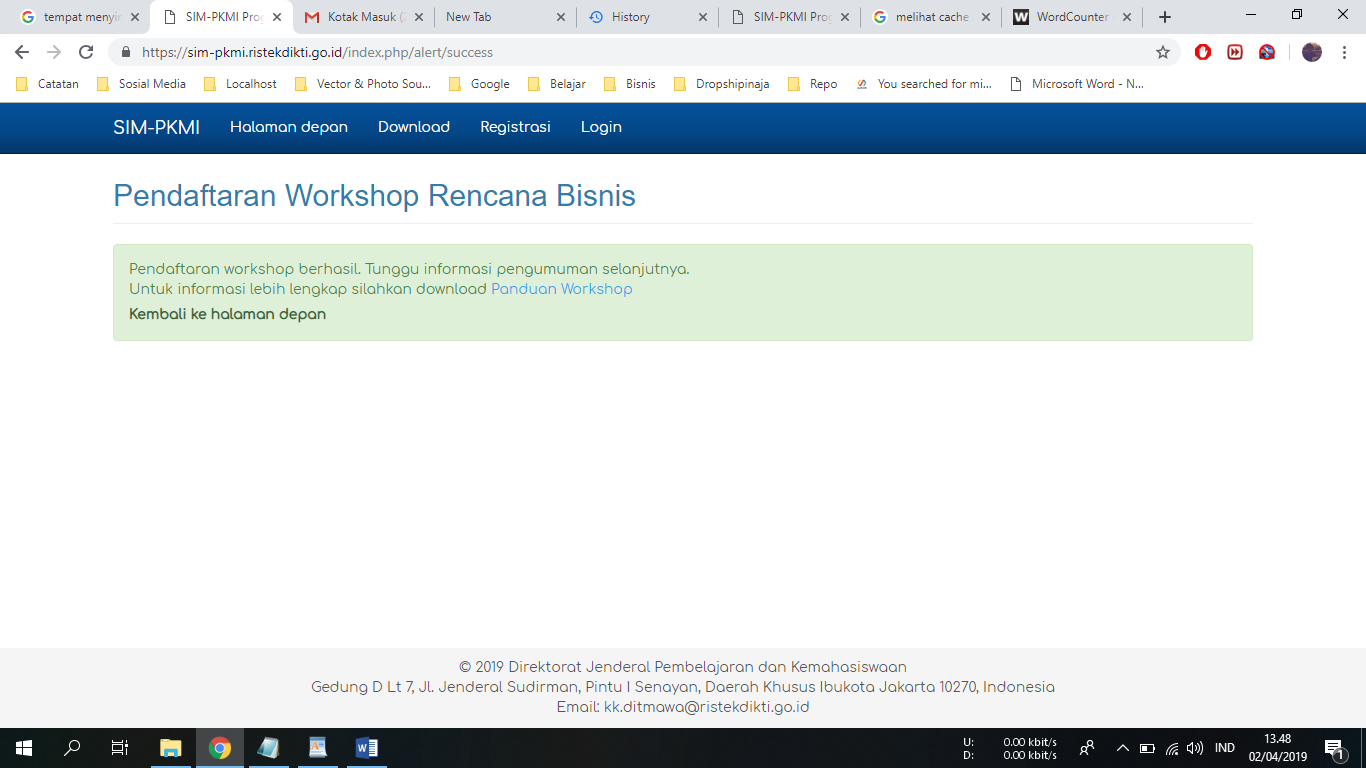 tempat menyir
SIM-PKMI Prog
Kotak Masuk (2
New Tab
History
SIM-PKMI Prog
melihat cache
WordCounter
https://sim-pkmi.ristekdikti.go.id/index.php/alert/success
Catatan Sosial Media Localhost Vector & Photo Sou... Google Belajar Bisnis Dropshipinaja Repo You searched for mi... Microsoft Word - N...
SIM-PKMI Halaman depan Download Registrasi Login
Pendaftaran Workshop Rencana Bisnis
Pendaftaran workshop berhasil. Tunggu informasi pengumuman selanjutnya.
Untuk informasi lebih lengkap silahkan download Panduan Workshop
Kembali ke halaman depan
© 2019 Direktorat Jenderal Pembelajaran dan Kemahasiswaan
Gedung D Lt 7, Jl. Jenderal Sudirman, Pintu I Senayan, Daerah Khusus Ibukota Jakarta 10270, Indonesia
Email: kk.ditmawa@ristekdikti.go.id
U: 0.00 kbit/s
D: 0.00 kbit/s
IND
13.48
02/04/2019
1